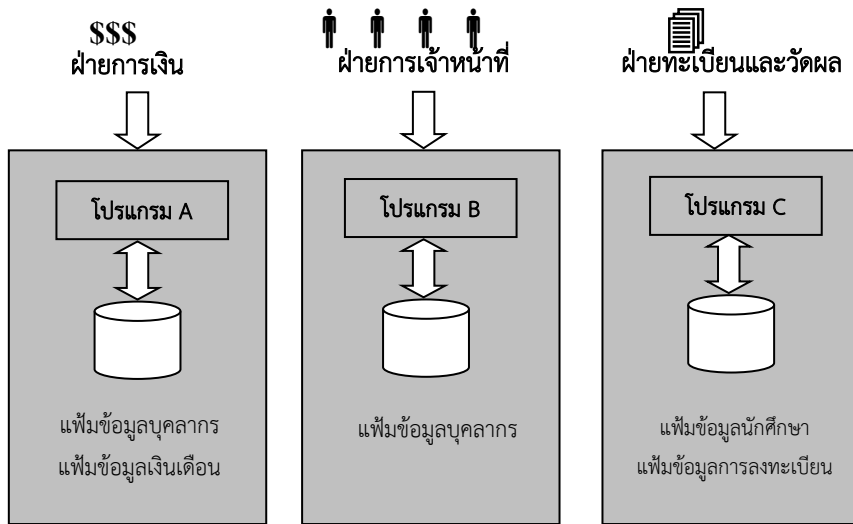 $$$
ฝ่ายการเงิน
ฝ่ายการเจ้าหน้าที่
ฝ่ายทะเบียนและวัดผล
โปรแกรม A
โปรแกรม B
โปรแกรม C
แฟ้มข้อมูลบุคลากร
แฟ้มข้อมูลเงินเดือน
แฟ้มข้อมูลบุคลากร
แฟ้มข้อมูลนักศึกษา
แฟ้มข้อมูลการลงทะเบียน